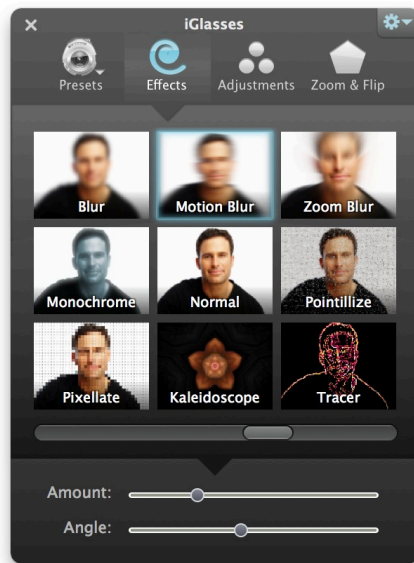 iGlasses
Presets Effects Adjustments Zoom & Flip
Blur Motion Blur Zoom Blur
Monochrome Normal Pointillize
Pixellate Kaleidoscope Tracer
Amount:
Angle: